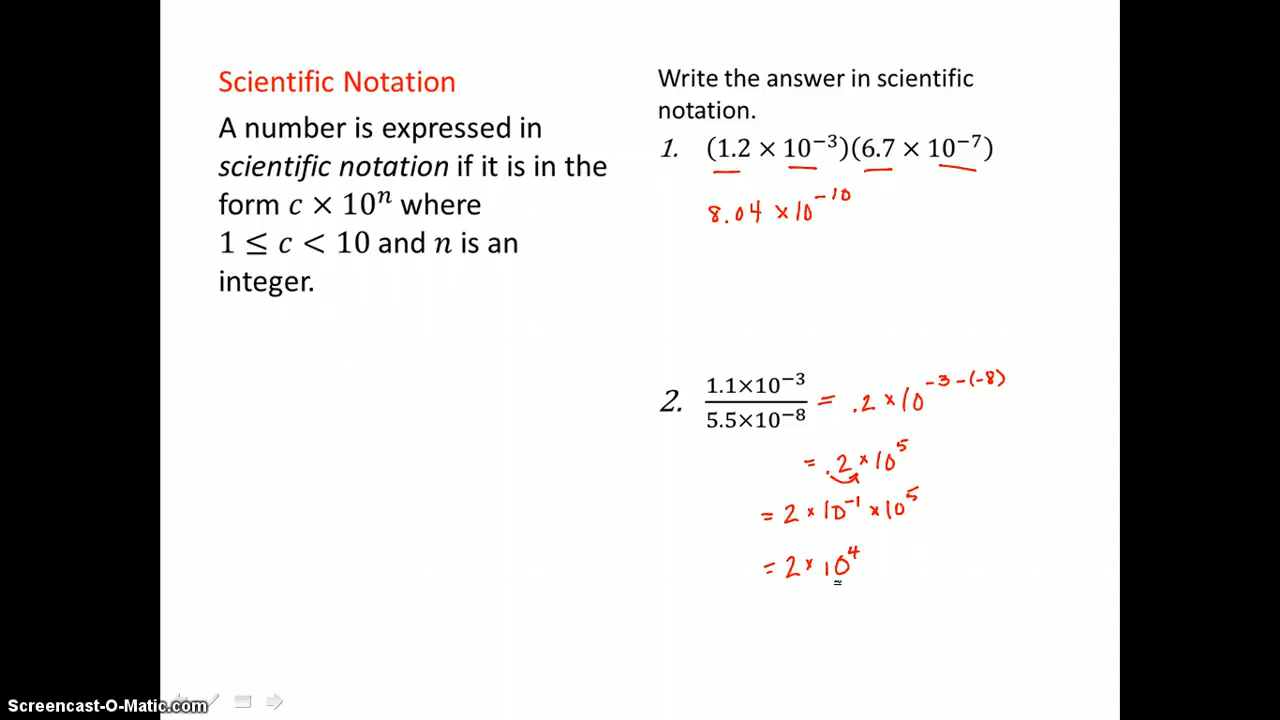 Scientific Notation
A number is expressed in
scientific notation if it is in the
form c × 10ⁿ where
1 ≤ c < 10 and n is an
integer.
Write the answer in scientific
notation.
1. (1.2 × 10⁻³)(6.7 × 10⁻⁷)
8.04 × 10⁻¹⁰
2. 1.1×10⁻³ / 5.5×10⁻⁸ = .2 × 10⁻³⁻⁽⁻⁸⁾
= .2 × 10⁵
= 2 × 10⁻¹ × 10⁵
= 2 × 10⁴
Screencast-O-Matic.com